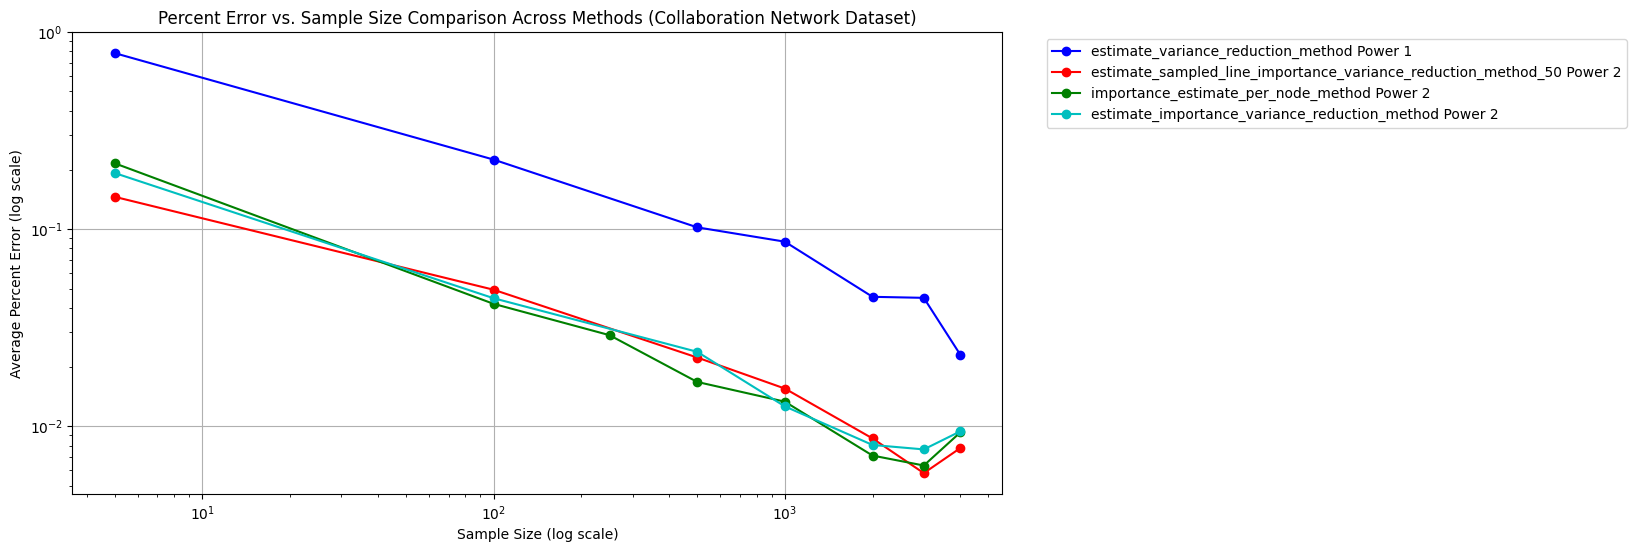 Percent Error vs. Sample Size Comparison Across Methods (Collaboration Network Dataset)
10⁰
10⁻¹
10⁻²
Average Percent Error (log scale)
10¹
10²
10³
Sample Size (log scale)
estimate_variance_reduction_method Power 1
estimate_sampled_line_importance_variance_reduction_method_50 Power 2
importance_estimate_per_node_method Power 2
estimate_importance_variance_reduction_method Power 2